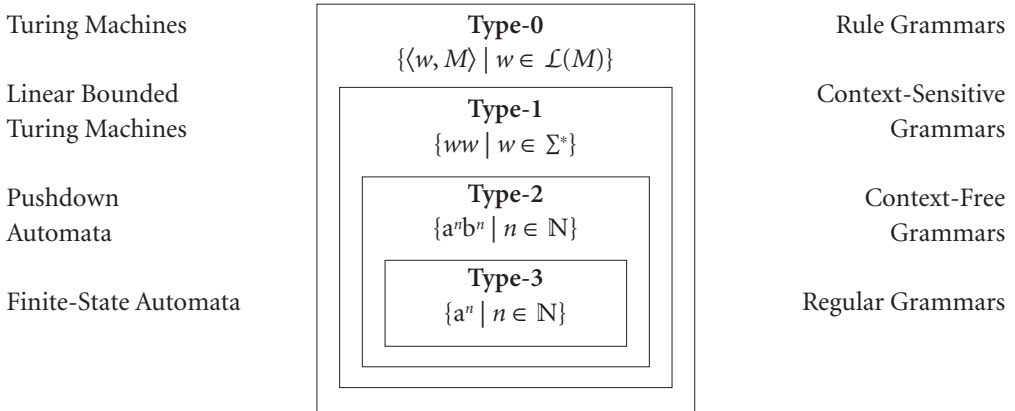 Turing Machines
Type-0
Rule Grammars
{⟨w, M⟩ | w ∈ ℒ(M)}
Linear Bounded
Turing Machines
Type-1
{ww | w ∈ Σ*}
Context-Sensitive
Grammars
Pushdown
Automata
Type-2
{aⁿbⁿ | n ∈ ℕ}
Context-Free
Grammars
Finite-State Automata
Type-3
{aⁿ | n ∈ ℕ}
Regular Grammars